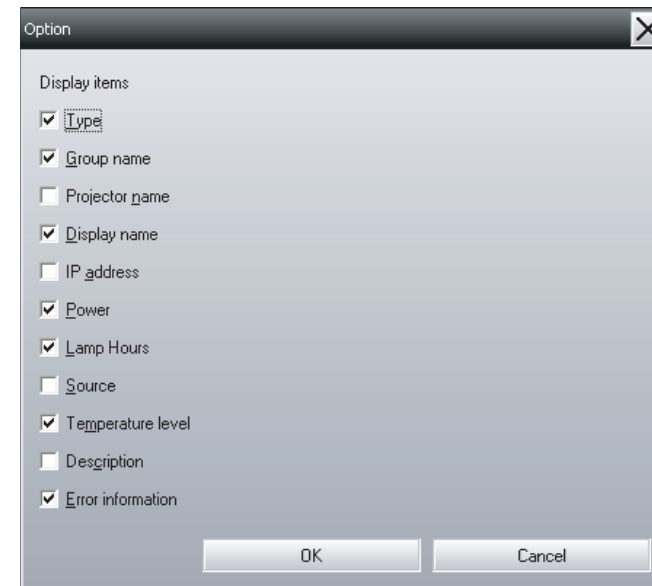 Option
Display items
Type
Group name
Projector name
Display name
IP address
Power
Lamp Hours
Source
Temperature level
Description
Error information
OK Cancel